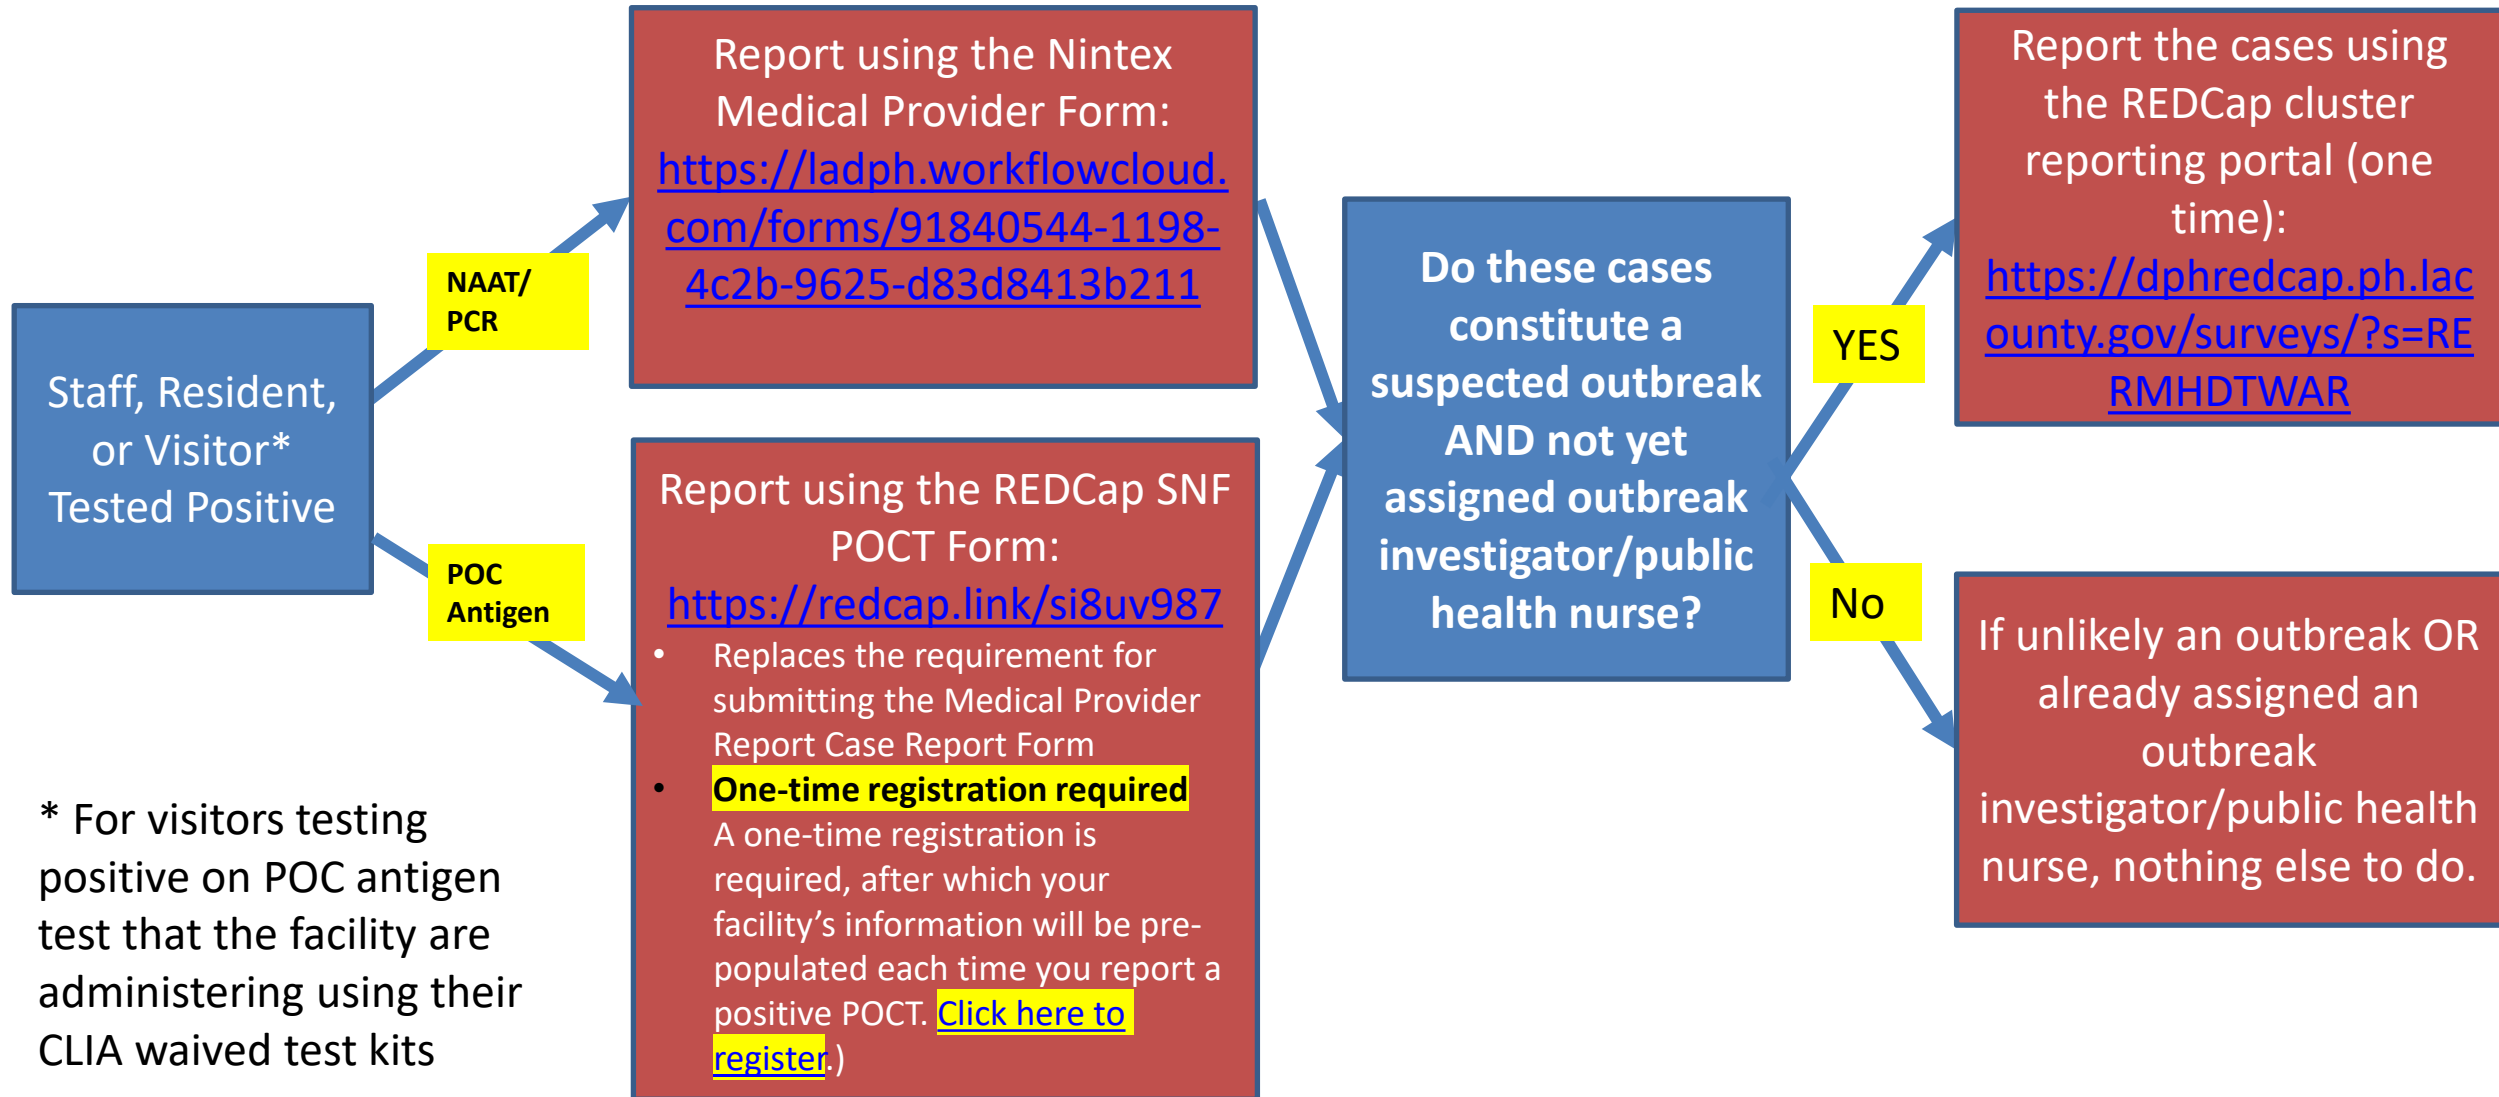 Staff, Resident,
or Visitor*
Tested Positive
NAAT/
PCR
POC
Antigen
Report using the Nintex
Medical Provider Form:
https://ladph.workflowcloud.
com/forms/91840544-1198-
4c2b-9625-d83d8413b211
Report using the REDCap SNF
POCT Form:
https://redcap.link/si8uv987
• Replaces the requirement for
submitting the Medical Provider
Report Case Report Form
• One-time registration required
A one-time registration is
required, after which your
facility’s information will be pre-
populated each time you report a
positive POCT. Click here to
register.)
Do these cases
constitute a
suspected outbreak
AND not yet
assigned outbreak
investigator/public
health nurse?
YES
No
Report the cases using
the REDCap cluster
reporting portal (one
time):
https://dphredcap.ph.lac
ounty.gov/surveys/?s=RE
RMHDTWAR
If unlikely an outbreak OR
already assigned an
outbreak
investigator/public health
nurse, nothing else to do.
* For visitors testing
positive on POC antigen
test that the facility are
administering using their
CLIA waived test kits